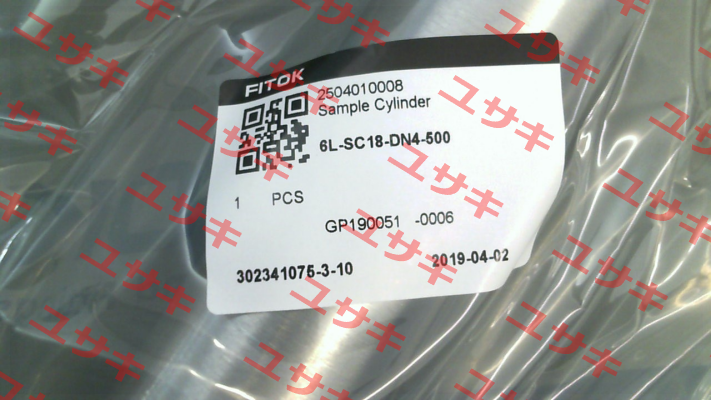 FITOK
2504010008
Sample Cylinder
6L-SC18-DN4-500
1 PCS
GP190051 -0006
302341075-3-10
2019-04-02
ユサキ